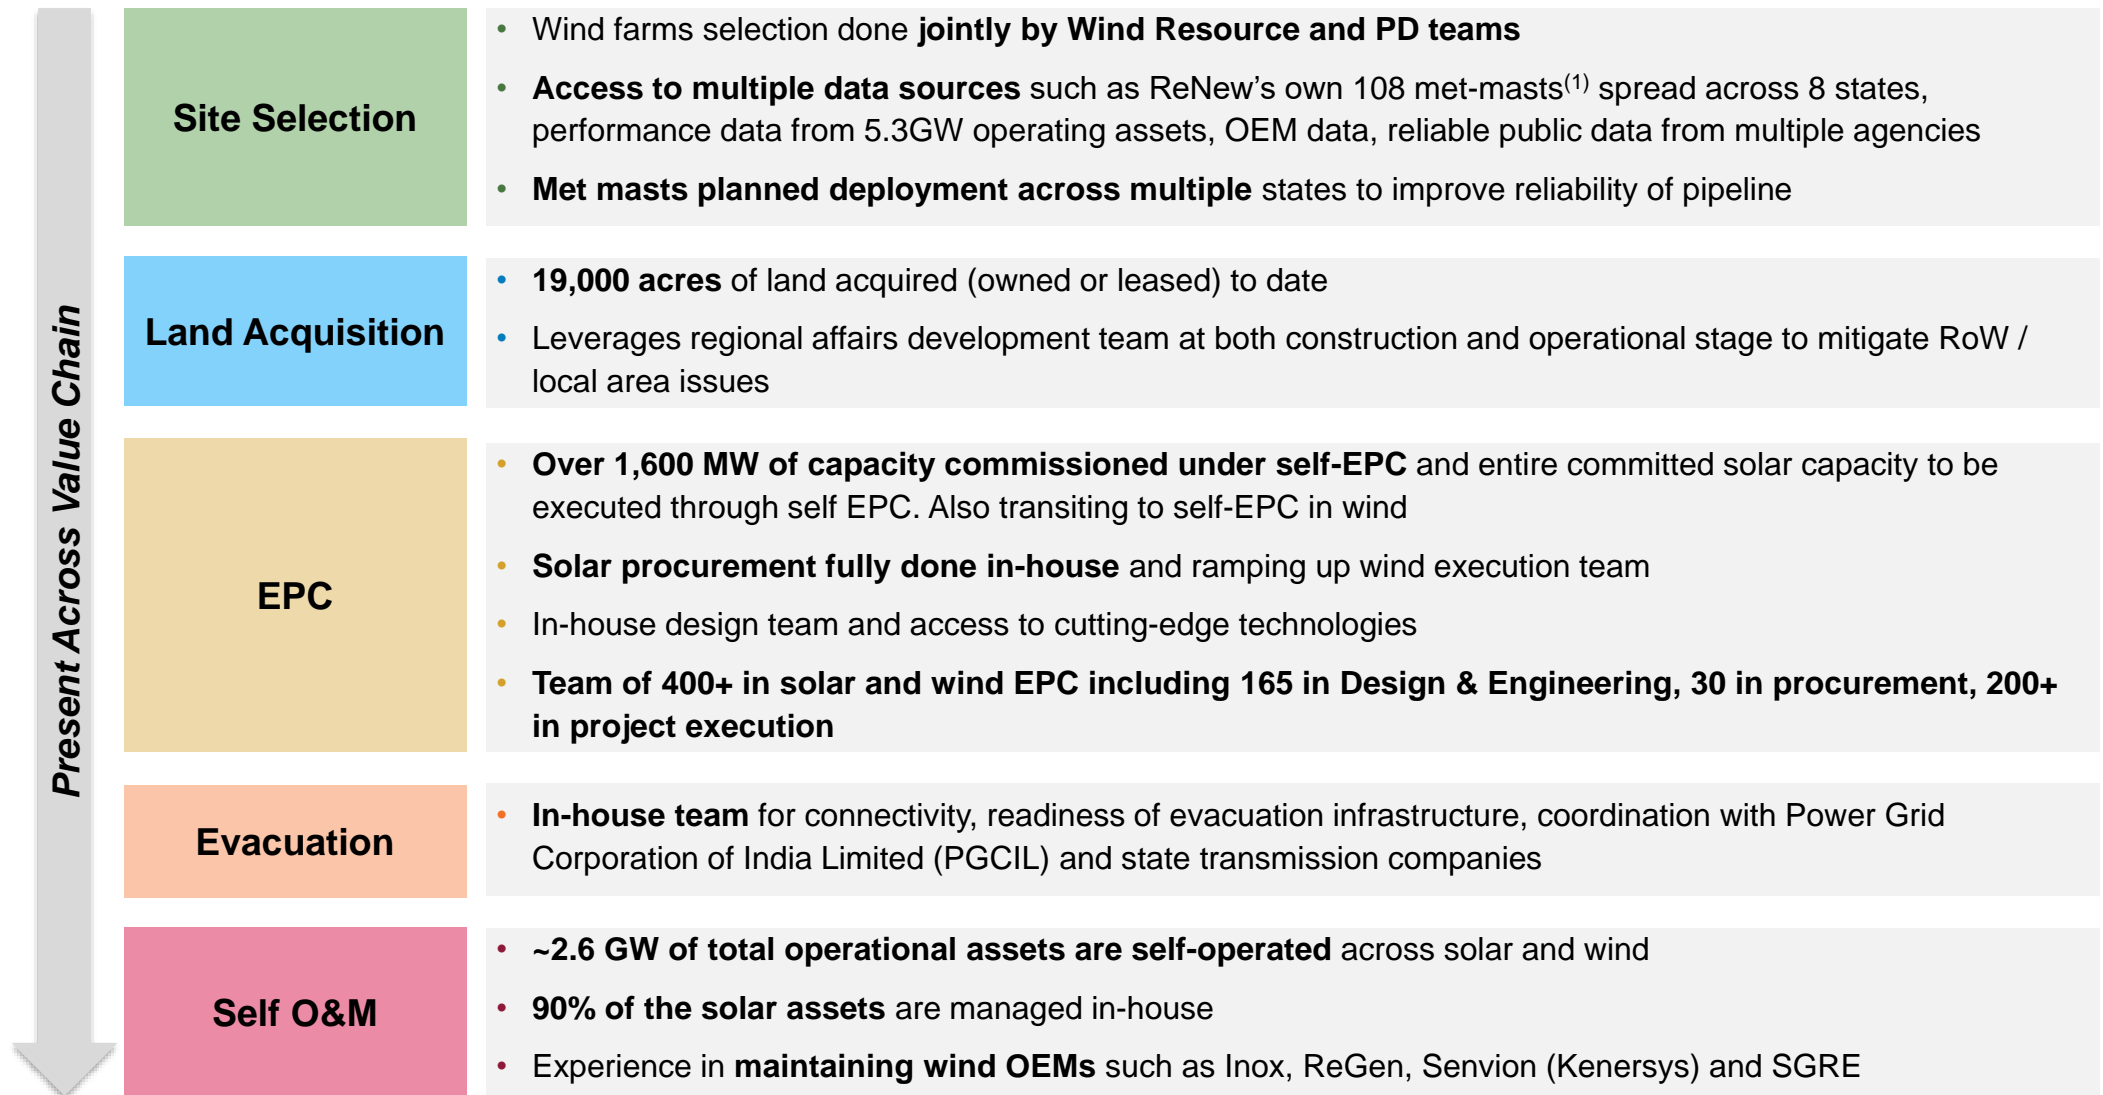 Present Across Value Chain
Site Selection
• Wind farms selection done jointly by Wind Resource and PD teams
• Access to multiple data sources such as ReNew’s own 108 met-masts(1) spread across 8 states,
performance data from 5.3GW operating assets, OEM data, reliable public data from multiple agencies
• Met masts planned deployment across multiple states to improve reliability of pipeline
Land Acquisition
• 19,000 acres of land acquired (owned or leased) to date
• Leverages regional affairs development team at both construction and operational stage to mitigate RoW /
local area issues
EPC
• Over 1,600 MW of capacity commissioned under self-EPC and entire committed solar capacity to be
executed through self EPC. Also transiting to self-EPC in wind
• Solar procurement fully done in-house and ramping up wind execution team
• In-house design team and access to cutting-edge technologies
• Team of 400+ in solar and wind EPC including 165 in Design & Engineering, 30 in procurement, 200+
in project execution
Evacuation
• In-house team for connectivity, readiness of evacuation infrastructure, coordination with Power Grid
Corporation of India Limited (PGCIL) and state transmission companies
Self O&M
• ~2.6 GW of total operational assets are self-operated across solar and wind
• 90% of the solar assets are managed in-house
• Experience in maintaining wind OEMs such as Inox, ReGen, Senvion (Kenersys) and SGRE